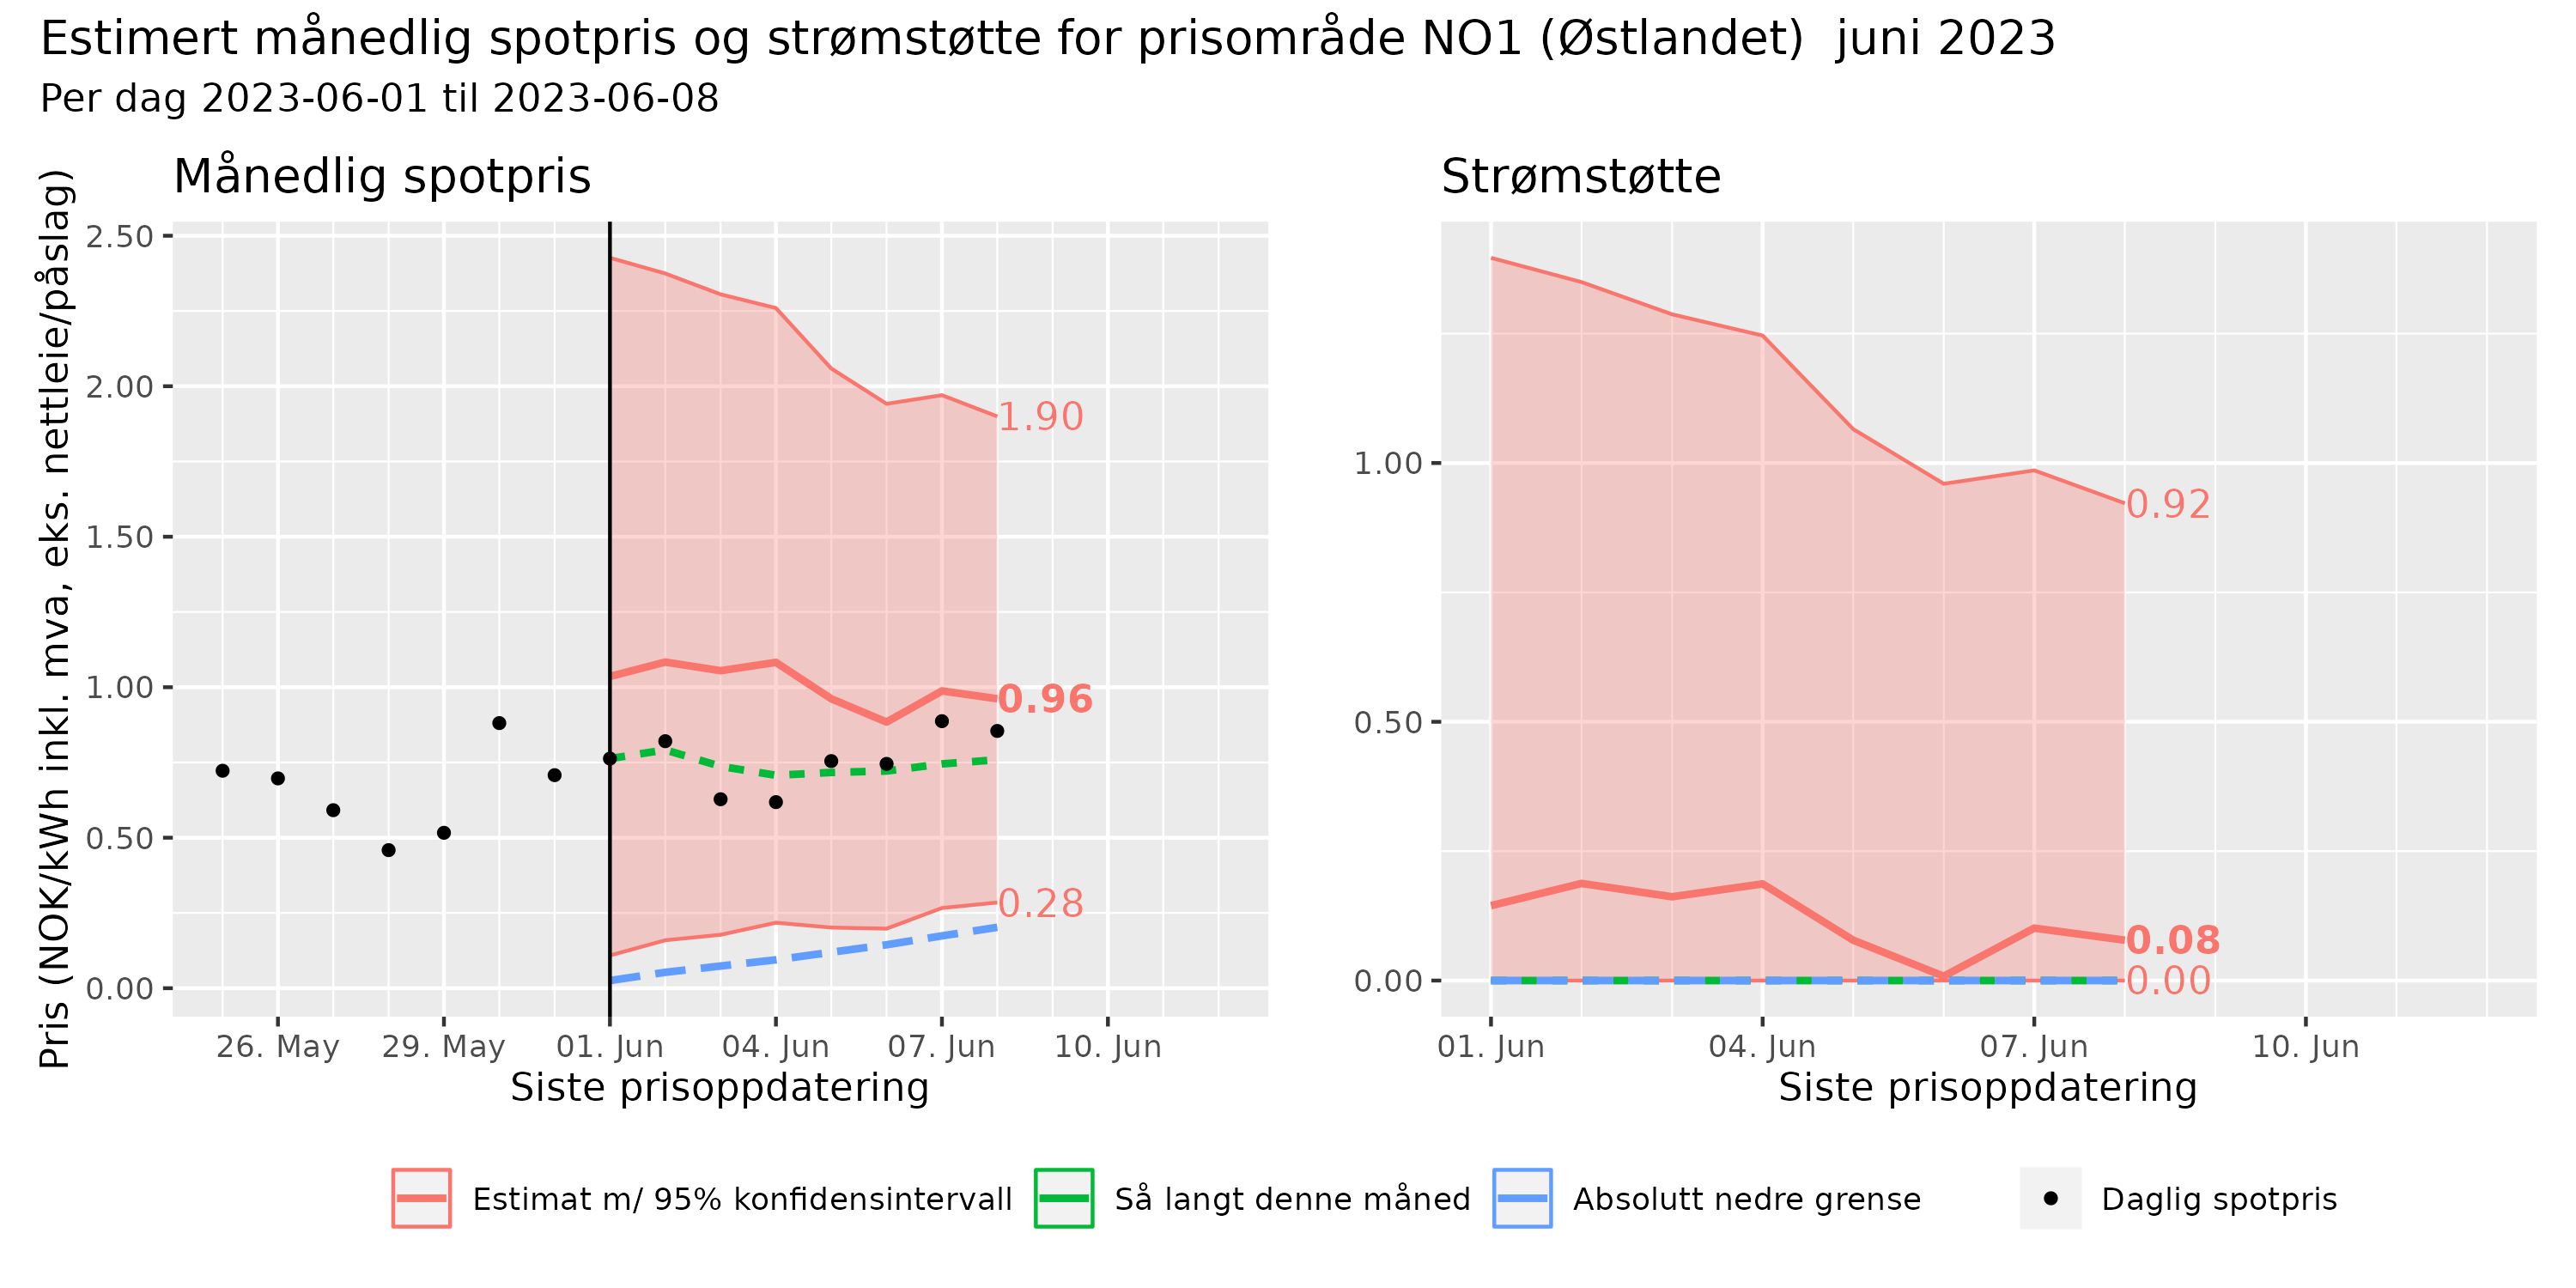 Estimert månedlig spotpris og strømstøtte for prisområde NO1 (Østlandet)  juni 2023
Per dag 2023-06-01 til 2023-06-08
Månedlig spotpris
Pris (NOK/kWh inkl. mva, eks. nettleie/påslag)
2.50
2.00
1.50
1.00
0.50
0.00
1.90
0.96
0.28
26. May
29. May
01. Jun
04. Jun
07. Jun
10. Jun
Siste prisoppdatering
Strømstøtte
1.00
0.50
0.00
0.92
0.08
0.00
01. Jun
04. Jun
07. Jun
10. Jun
Siste prisoppdatering
Estimat m/ 95% konfidensintervall
Så langt denne måned
Absolutt nedre grense
Daglig spotpris